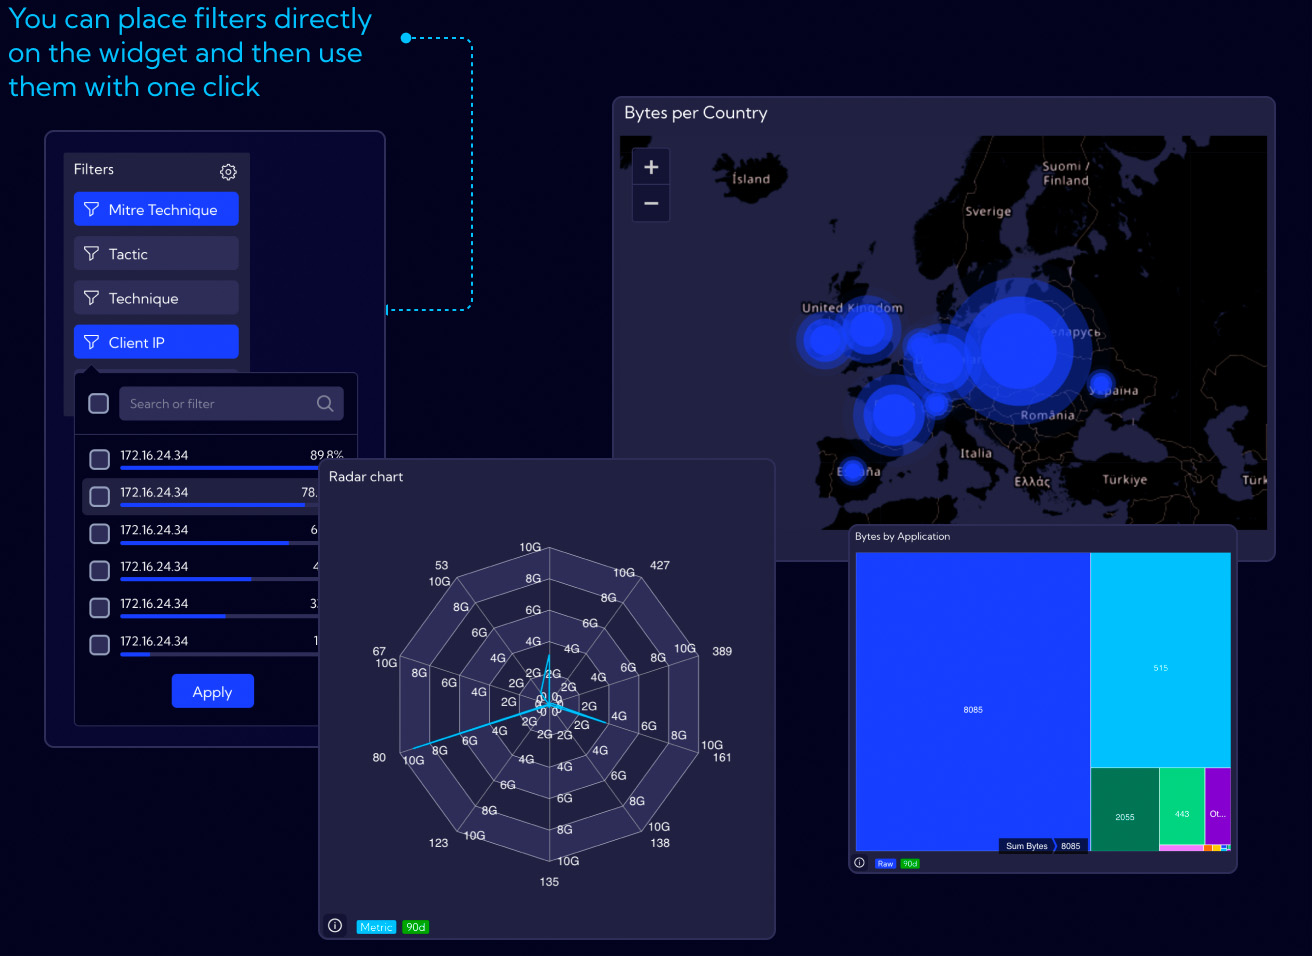 You can place filters directly
on the widget and then use
them with one click
Filters
Mitre Technique
Tactic
Technique
Client IP
Search or filter
172.16.24.34 89.8%
172.16.24.34 78.
172.16.24.34 6
172.16.24.34 4
172.16.24.34 3
172.16.24.34 1
Apply
Bytes per Country
+
−
Ísland
Suomi /
Finland
Sverige
United Kingdom
еларусь
Україна
România
Italia
España
Ελλάς
Türkiye
Türk
Radar chart
10G
8G
6G
4G
2G
0
427
10G
8G
6G
4G
2G
0
389
10G
8G
6G
4G
2G
0
161
10G
8G
6G
4G
2G
0
138
10G
8G
6G
4G
2G
0
135
10G
8G
6G
4G
2G
0
123
10G
8G
6G
4G
2G
0
80
10G
8G
6G
4G
2G
0
67
10G
8G
6G
4G
2G
0
53
10G
8G
6G
4G
2G
0
Metric 90d
Bytes by Application
8085
515
2055
443
Ot...
Sum Bytes 8085
Raw 90d